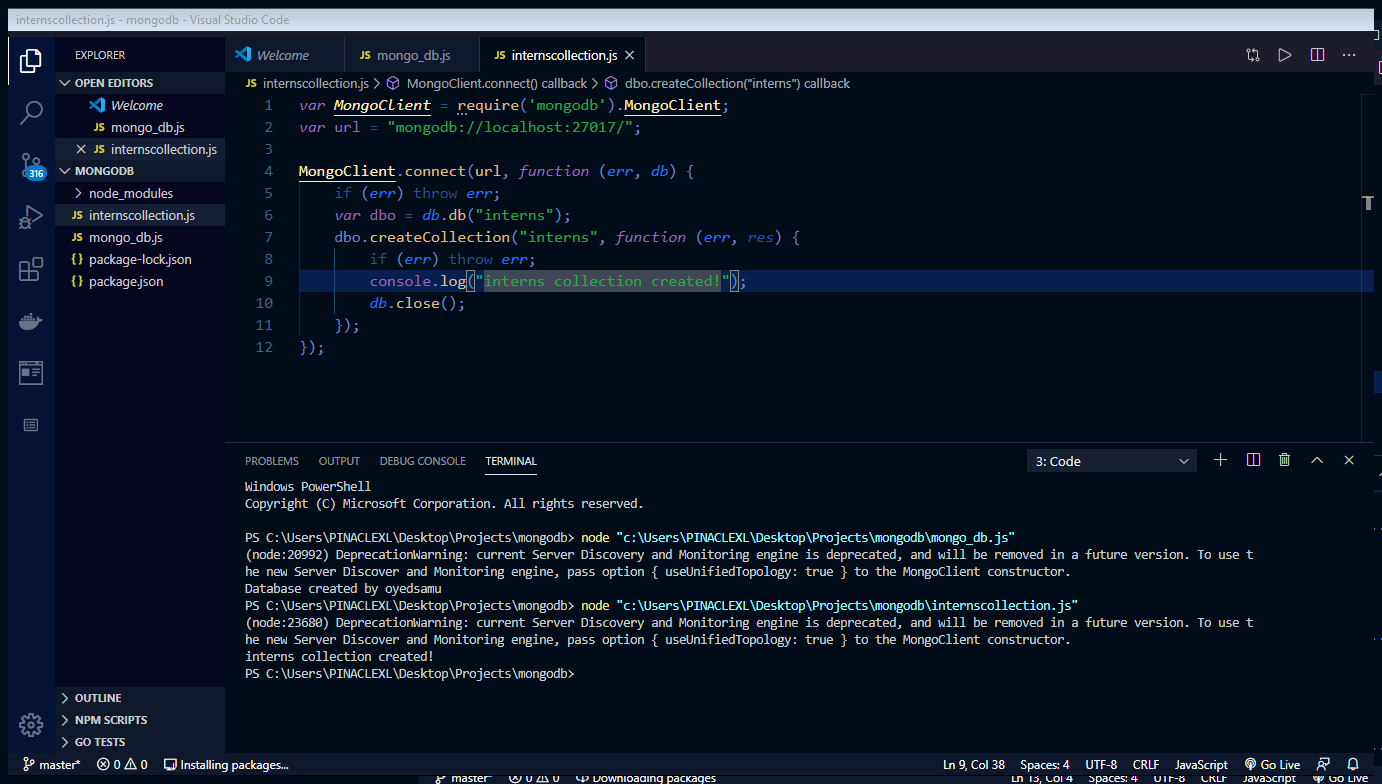 internscollection.js - mongodb - Visual Studio Code
EXPLORER
OPEN EDITORS
Welcome
JS mongo_db.js
JS internscollection.js
316
MONGODB
node_modules
JS internscollection.js
JS mongo_db.js
{} package-lock.json
{} package.json
OUTLINE
NPM SCRIPTS
GO TESTS
Welcome
JS mongo_db.js
JS internscollection.js
JS internscollection.js > MongoClient.connect() callback > dbo.createCollection("interns") callback
1 var MongoClient = require('mongodb').MongoClient;
2 var url = "mongodb://localhost:27017/";
3
4 MongoClient.connect(url, function (err, db) {
5 if (err) throw err;
6 var dbo = db.db("interns");
7 dbo.createCollection("interns", function (err, res) {
8 if (err) throw err;
9 console.log("interns collection created!");
10 db.close();
11 });
12 });
T
PROBLEMS OUTPUT DEBUG CONSOLE TERMINAL 3: Code
Windows PowerShell
Copyright (C) Microsoft Corporation. All rights reserved.
PS C:\Users\PINACLEXL\Desktop\Projects\mongodb> node "c:\Users\PINACLEXL\Desktop\Projects\mongodb\mongo_db.js"
(node:20992) DeprecationWarning: current Server Discovery and Monitoring engine is deprecated, and will be removed in a future version. To use t
he new Server Discover and Monitoring engine, pass option { useUnifiedTopology: true } to the MongoClient constructor.
Database created by oyedsamu
PS C:\Users\PINACLEXL\Desktop\Projects\mongodb> node "c:\Users\PINACLEXL\Desktop\Projects\mongodb\internscollection.js"
(node:23680) DeprecationWarning: current Server Discovery and Monitoring engine is deprecated, and will be removed in a future version. To use t
he new Server Discover and Monitoring engine, pass option { useUnifiedTopology: true } to the MongoClient constructor.
interns collection created!
PS C:\Users\PINACLEXL\Desktop\Projects\mongodb>
master* 0 0 Installing packages... Ln 9, Col 38 Spaces: 4 UTF-8 CRLF JavaScript Go Live
master* 0 0 Downloading packages Ln 13, Col 4 Spaces: 4 UTF-8 CRLF JavaScript Go Live